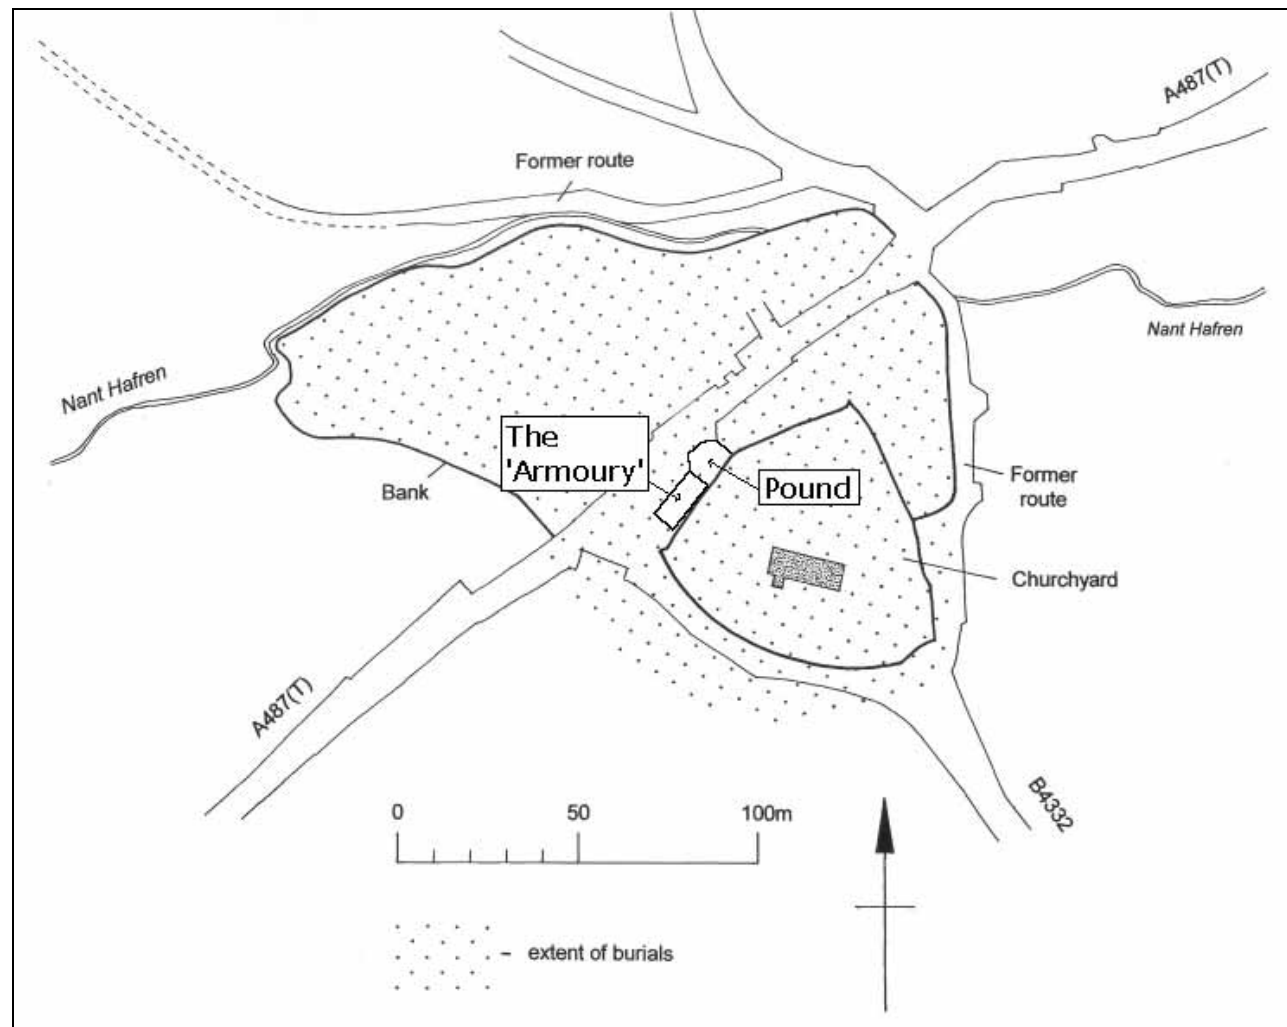 A487(T)
Former route
Nant Hafren
Nant Hafren
The
'Armoury'
Pound
Bank
Former
route
Churchyard
A487(T)
B4332
0 50 100m
- extent of burials